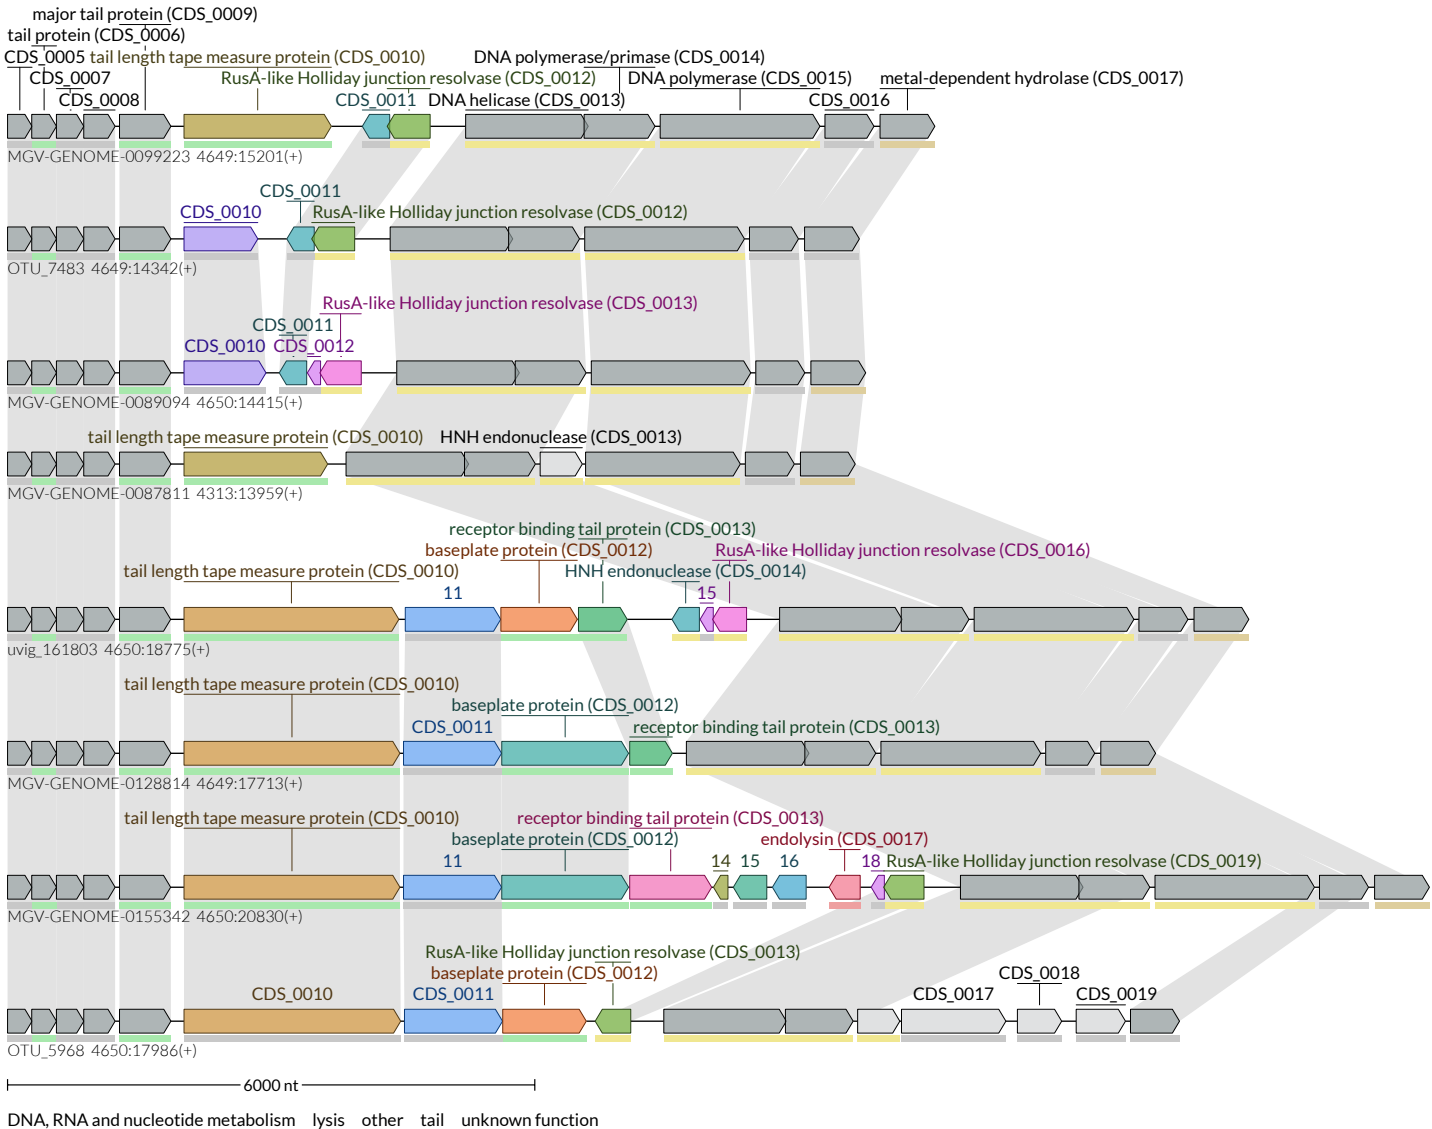 major tail protein (CDS_0009)
tail protein (CDS_0006)
CDS_0005 tail length tape measure protein (CDS_0010) DNA polymerase/primase (CDS_0014)
CDS_0007 RusA-like Holliday junction resolvase (CDS_0012) DNA polymerase (CDS_0015) metal-dependent hydrolase (CDS_0017)
CDS_0008 CDS_0011 DNA helicase (CDS_0013) CDS_0016
MGV-GENOME-0099223 4649:15201(+)
CDS_0011
CDS_0010 RusA-like Holliday junction resolvase (CDS_0012)
OTU_7483 4649:14342(+)
RusA-like Holliday junction resolvase (CDS_0013)
CDS_0011
CDS_0010 CDS_0012
MGV-GENOME-0089094 4650:14415(+)
tail length tape measure protein (CDS_0010) HNH endonuclease (CDS_0013)
MGV-GENOME-0087811 4313:13959(+)
receptor binding tail protein (CDS_0013)
baseplate protein (CDS_0012) RusA-like Holliday junction resolvase (CDS_0016)
tail length tape measure protein (CDS_0010) HNH endonuclease (CDS_0014)
11 15
uvig_161803 4650:18775(+)
tail length tape measure protein (CDS_0010)
baseplate protein (CDS_0012)
CDS_0011 receptor binding tail protein (CDS_0013)
MGV-GENOME-0128814 4649:17713(+)
tail length tape measure protein (CDS_0010) receptor binding tail protein (CDS_0013)
baseplate protein (CDS_0012) endolysin (CDS_0017)
11 14 15 16 18 RusA-like Holliday junction resolvase (CDS_0019)
MGV-GENOME-0155342 4650:20830(+)
RusA-like Holliday junction resolvase (CDS_0013)
baseplate protein (CDS_0012) CDS_0018
CDS_0010 CDS_0011 CDS_0017 CDS_0019
OTU_5968 4650:17986(+)
6000 nt
DNA, RNA and nucleotide metabolism lysis other tail unknown function